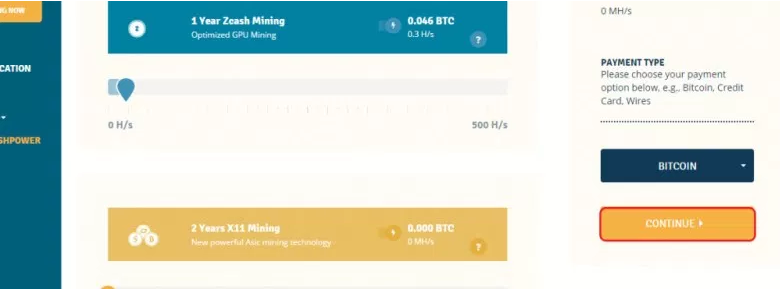 NG NOW
CATION
SHPOWER
1 Year Zcash Mining
Optimized GPU Mining
0.046 BTC
0.3 H/s
?
0 H/s
500 H/s
2 Years X11 Mining
New powerful Asic mining technology
0.000 BTC
0 MH/s
?
0 MH/s
PAYMENT TYPE
Please choose your payment
option below, e.g., Bitcoin, Credit
Card, Wires
BITCOIN
CONTINUE